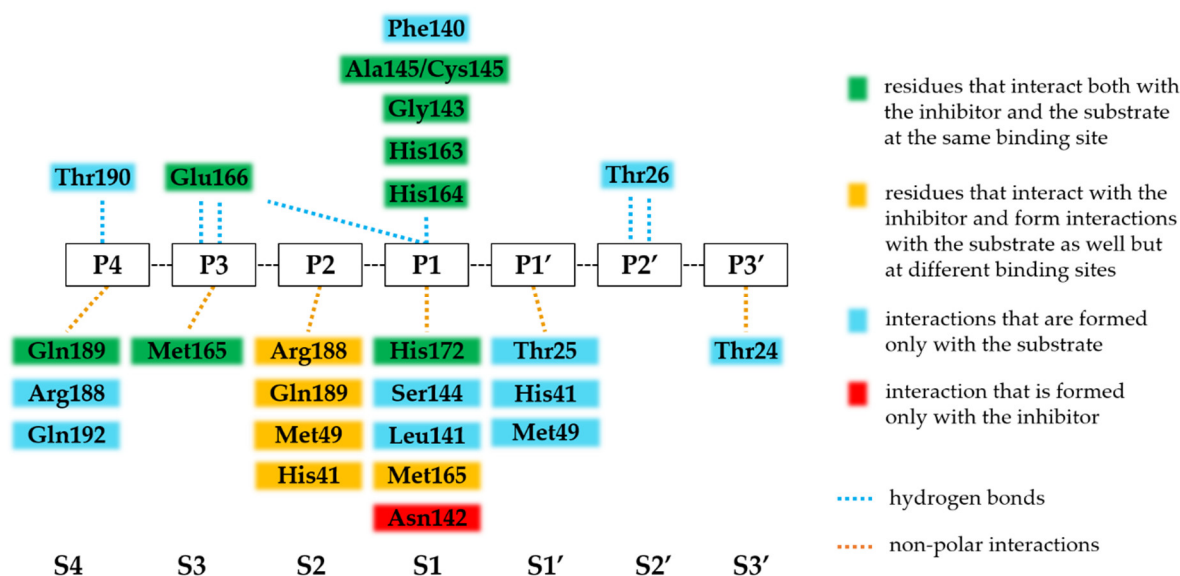 Phe140
Ala145/Cys145
Gly143
His163
His164
Thr190
Glu166
Thr26
P4
P3
P2
P1
P1′
P2′
P3′
Gln189
Met165
Arg188
His172
Thr25
Thr24
Arg188
Gln189
Ser144
His41
Gln192
Met49
Leu141
Met49
His41
Met165
Asn142
S4
S3
S2
S1
S1′
S2′
S3′
residues that interact both with
the inhibitor and the substrate
at the same binding site
residues that interact with the
inhibitor and form interactions
with the substrate as well but
at different binding sites
interactions that are formed
only with the substrate
interaction that is formed
only with the inhibitor
hydrogen bonds
non-polar interactions